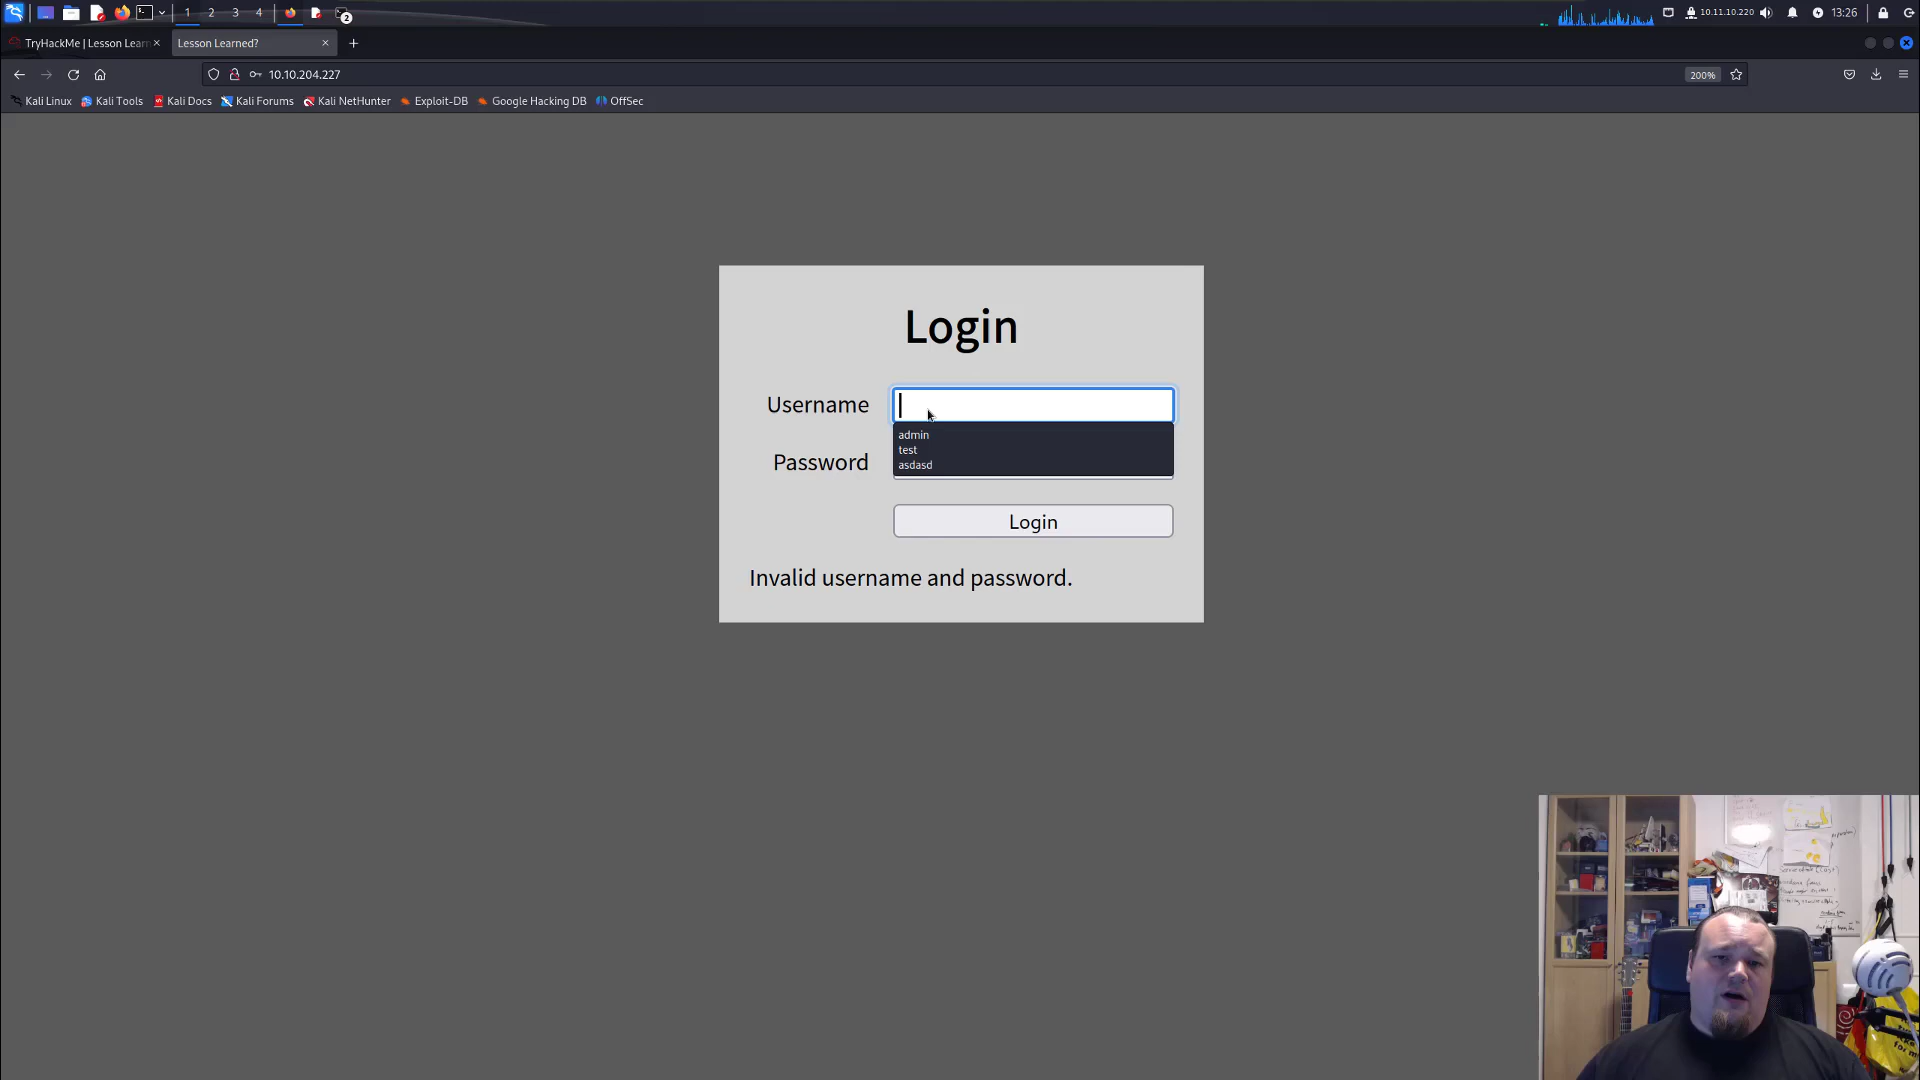 1 2 3 4 2 10.11.10.220 13:26
TryHackMe | Lesson Learn Lesson Learned?
10.10.204.227 200%
Kali Linux Kali Tools Kali Docs Kali Forums Kali NetHunter Exploit-DB Google Hacking DB OffSec
Login
Username
admin
test
asdasd
Password
Login
Invalid username and password.